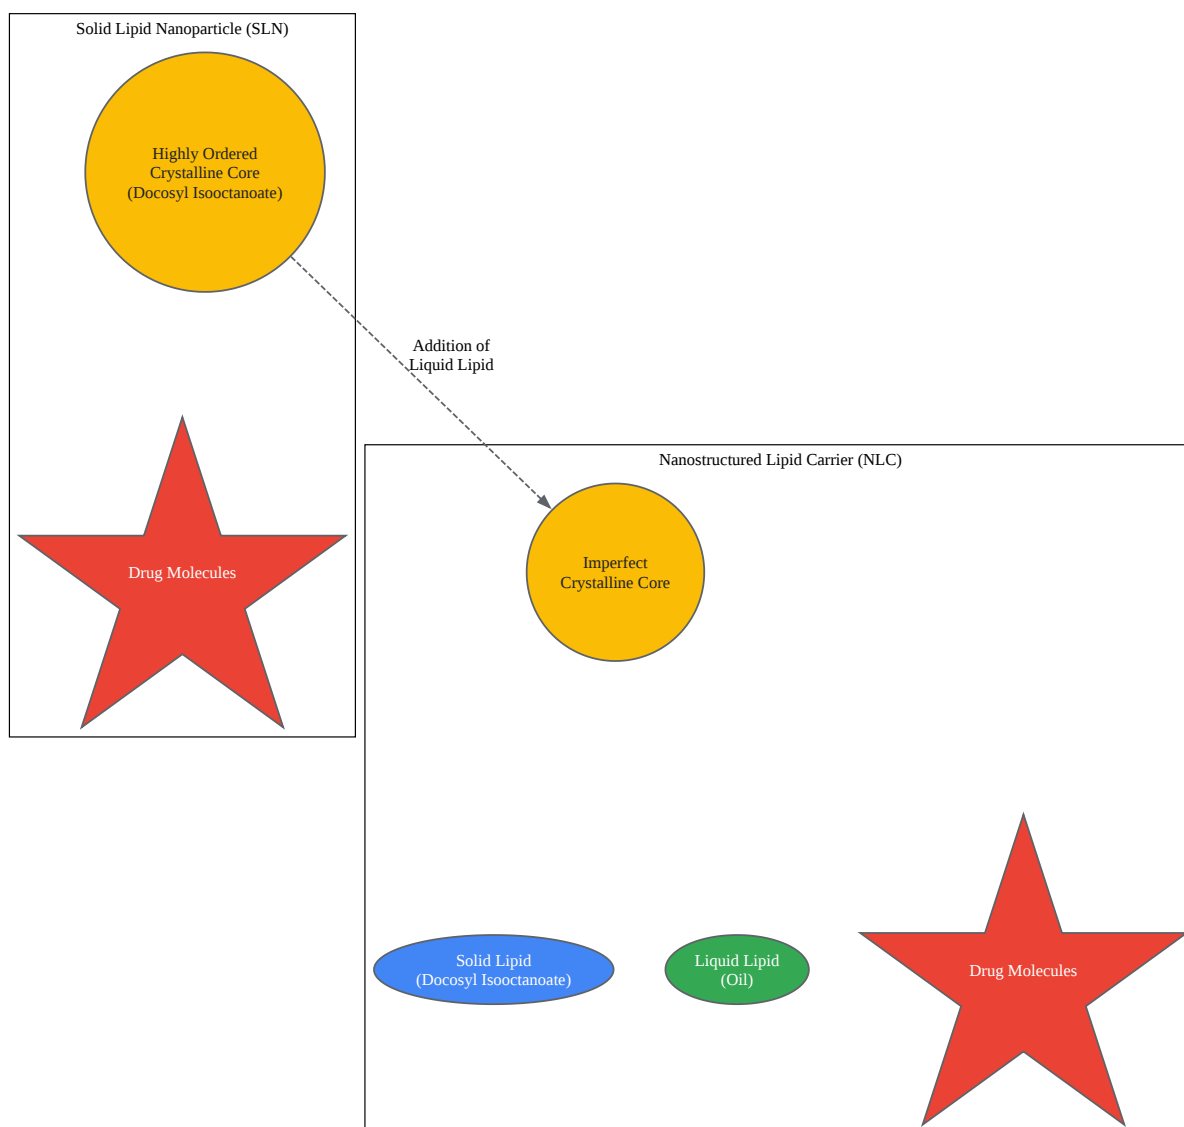 Solid Lipid Nanoparticle (SLN)
Highly Ordered
Crystalline Core
(Docosyl Isooctanoate)
Addition of
Liquid Lipid
Drug Molecules
Nanostructured Lipid Carrier (NLC)
Imperfect
Crystalline Core
Solid Lipid
(Docosyl Isooctanoate)
Liquid Lipid
(Oil)
Drug Molecules